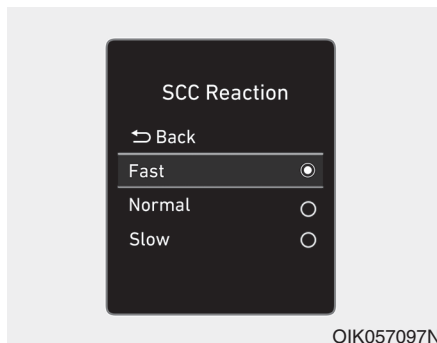 SCC Reaction
Back
Fast
Normal
Slow
OIK057097N